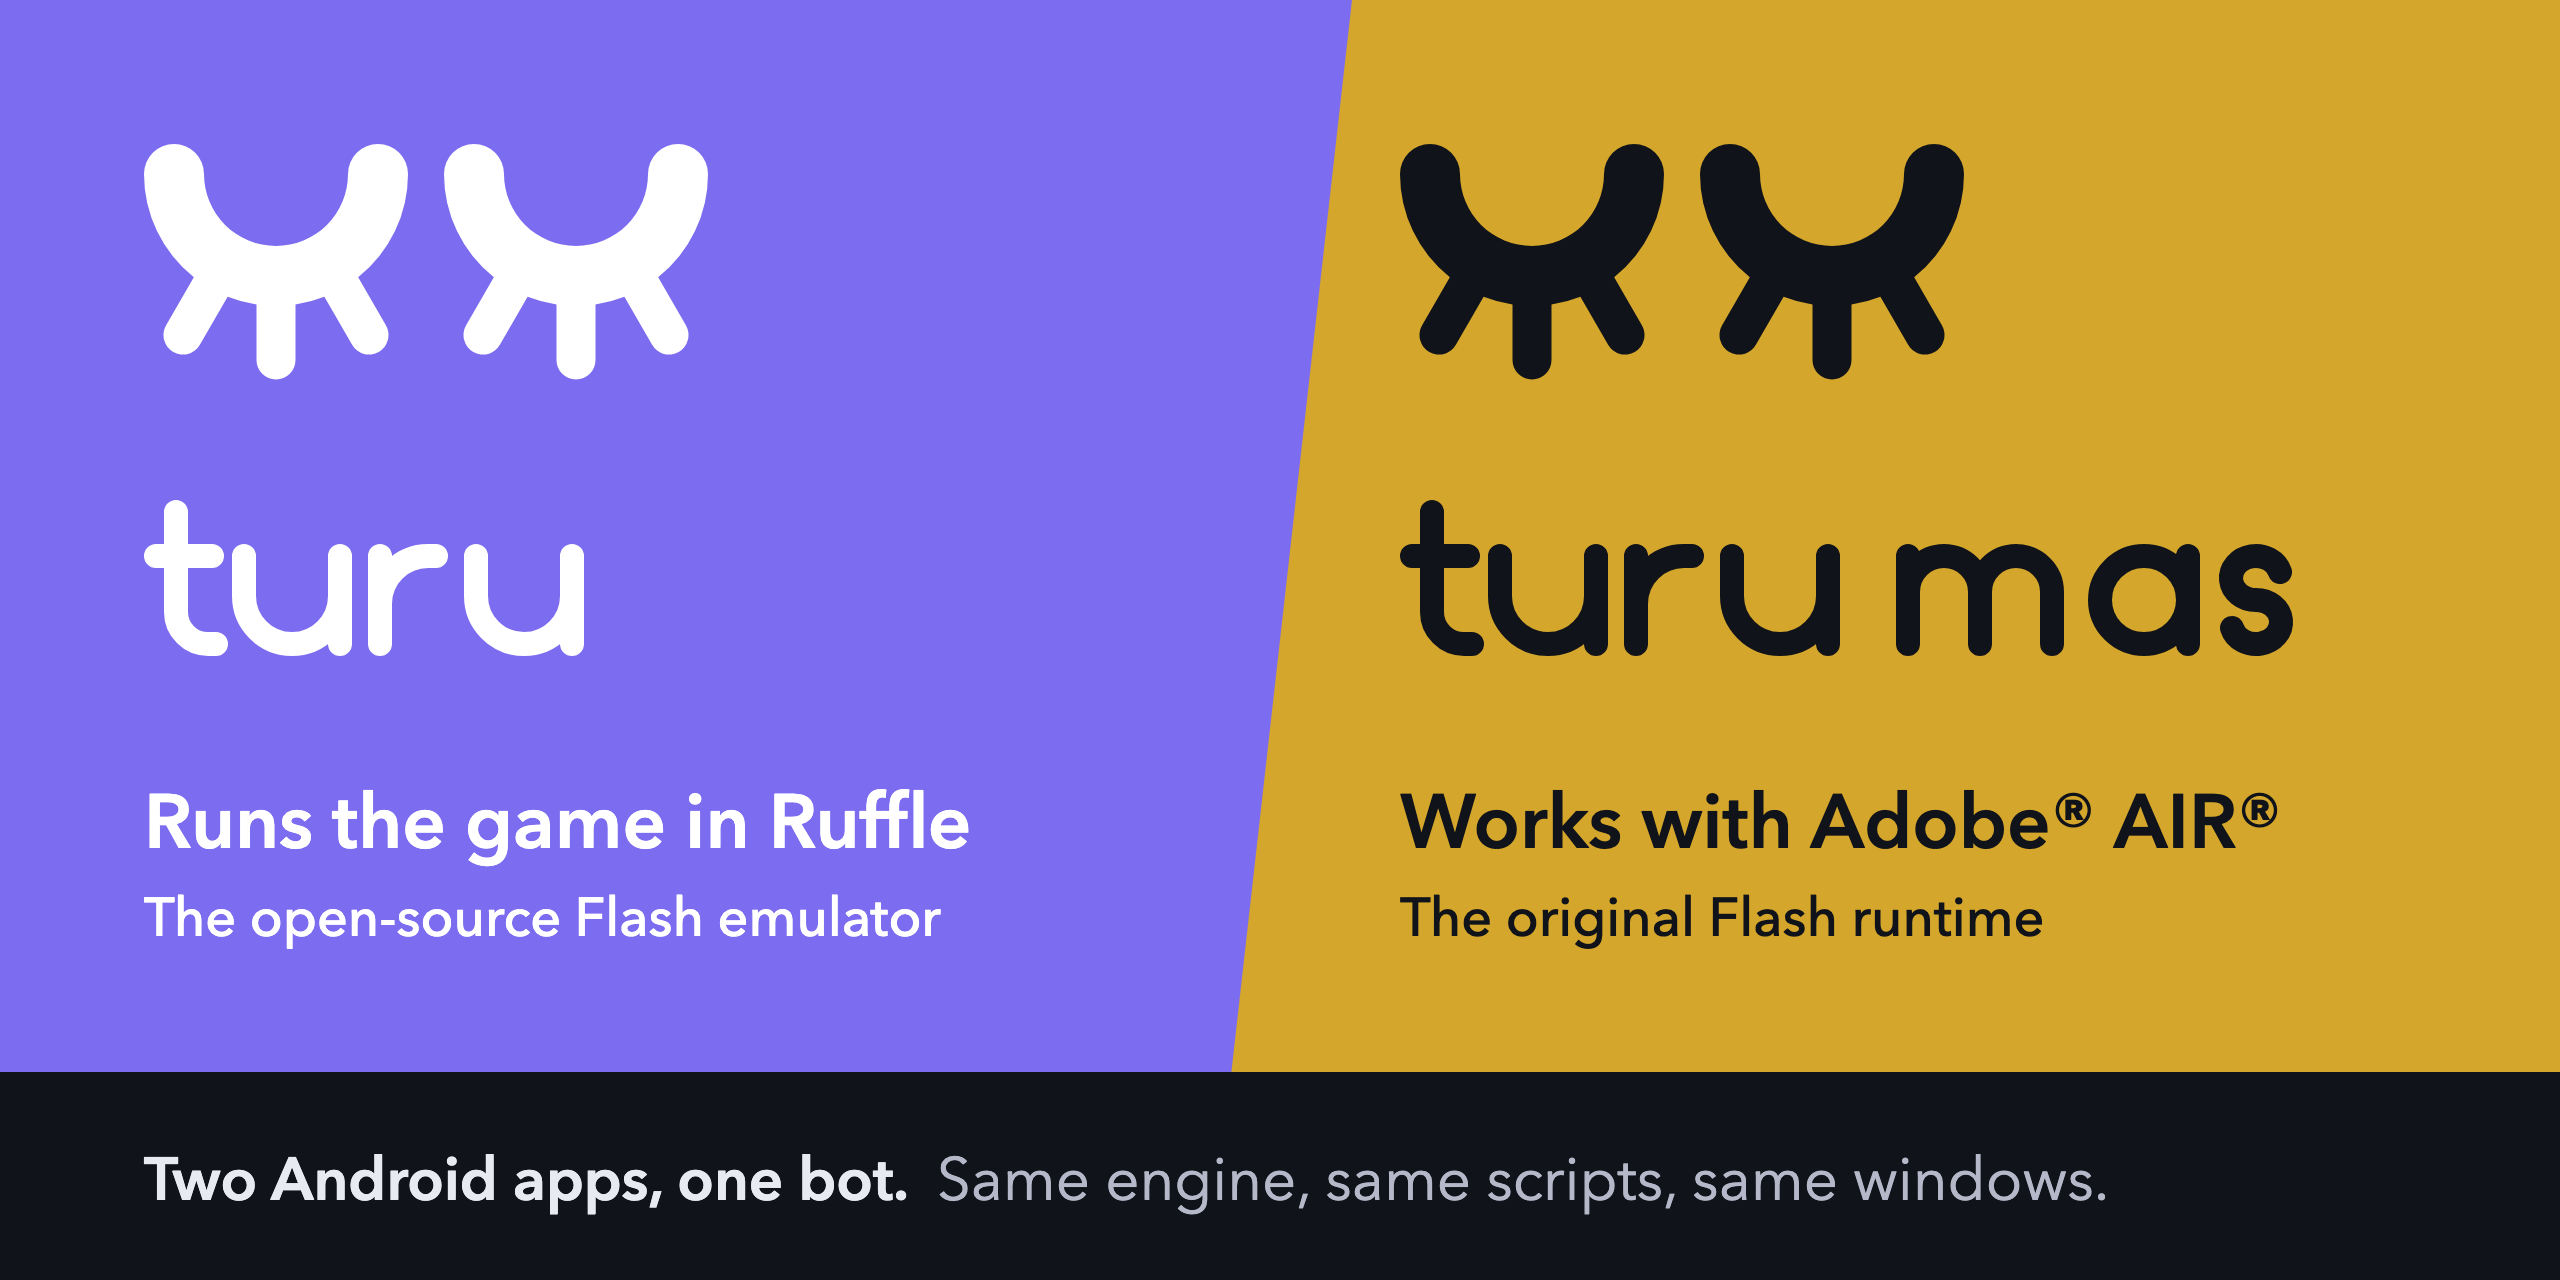 turu
Runs the game in Ruffle
The open-source Flash emulator
turu mas
Works with Adobe® AIR®
The original Flash runtime
Two Android apps, one bot. Same engine, same scripts, same windows.